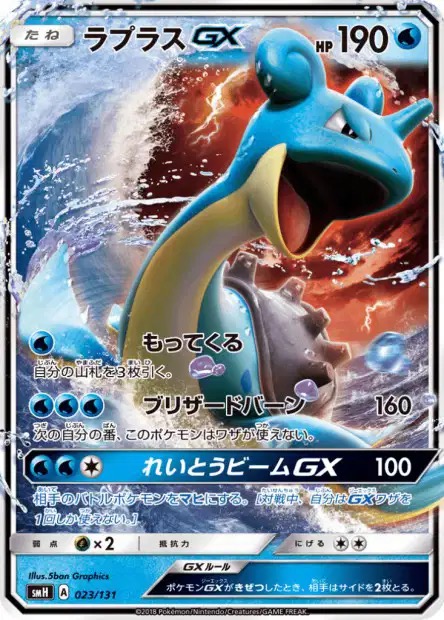 たね ラプラスGX HP190
もってくる
自分の山札を3枚引く。
ブリザードバーン 160
次の自分の番、このポケモンはワザが使えない。
れいとうビームGX 100
相手のバトルポケモンをマヒにする。[対戦中、自分はGXワザを
1回しか使えない。]
弱点 ×2 抵抗力 にげる
GXルール
Illus.5ban Graphics
ポケモンGXがきぜつしたとき、相手はサイドを2枚とる。
SMH A 023/131
©2018 Pokémon/Nintendo/Creatures/GAME FREAK.